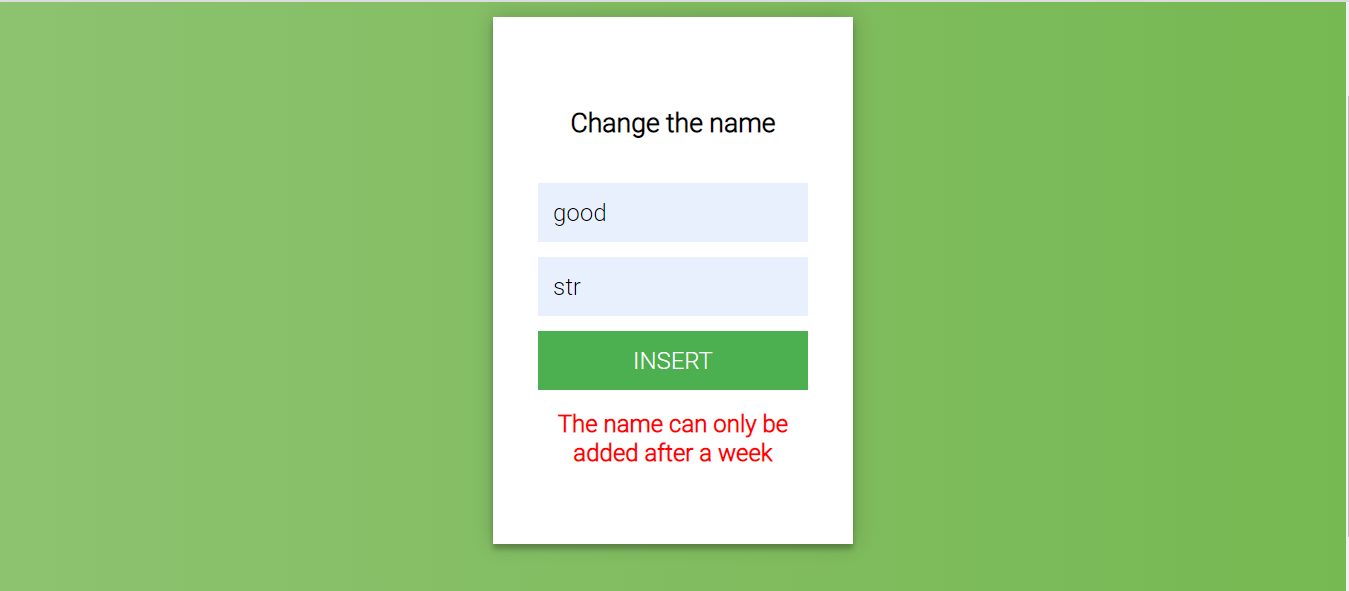 Change the name
good
str
INSERT
The name can only be
added after a week